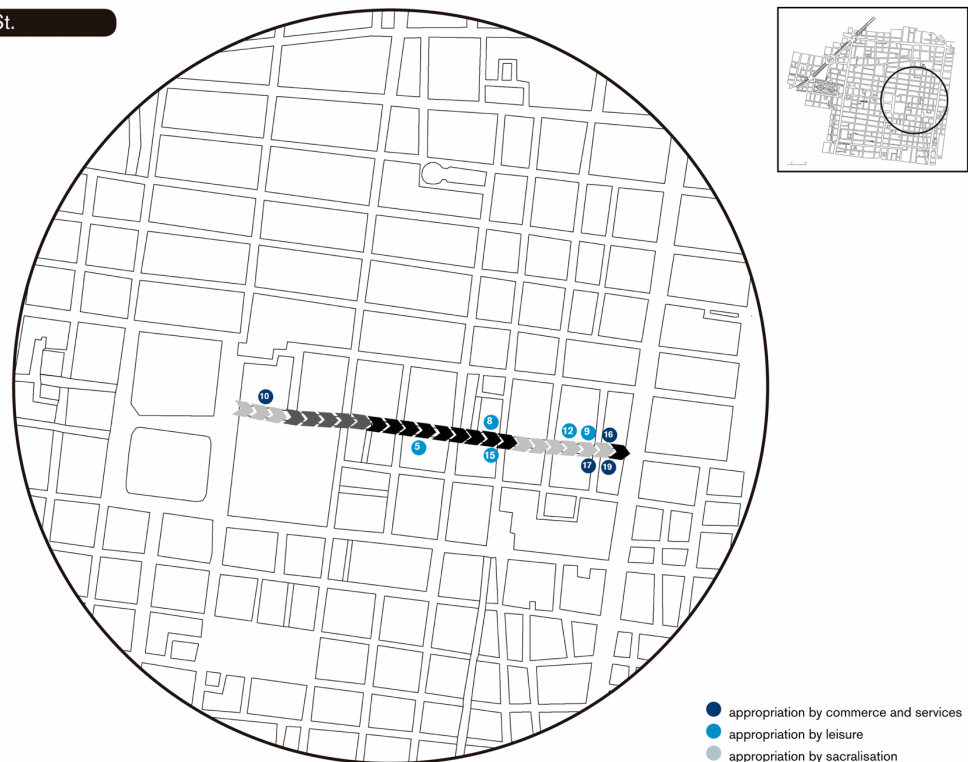 St.
10
8
12
9
16
5
15
17
19
appropriation by commerce and services
appropriation by leisure
appropriation by sacralisation